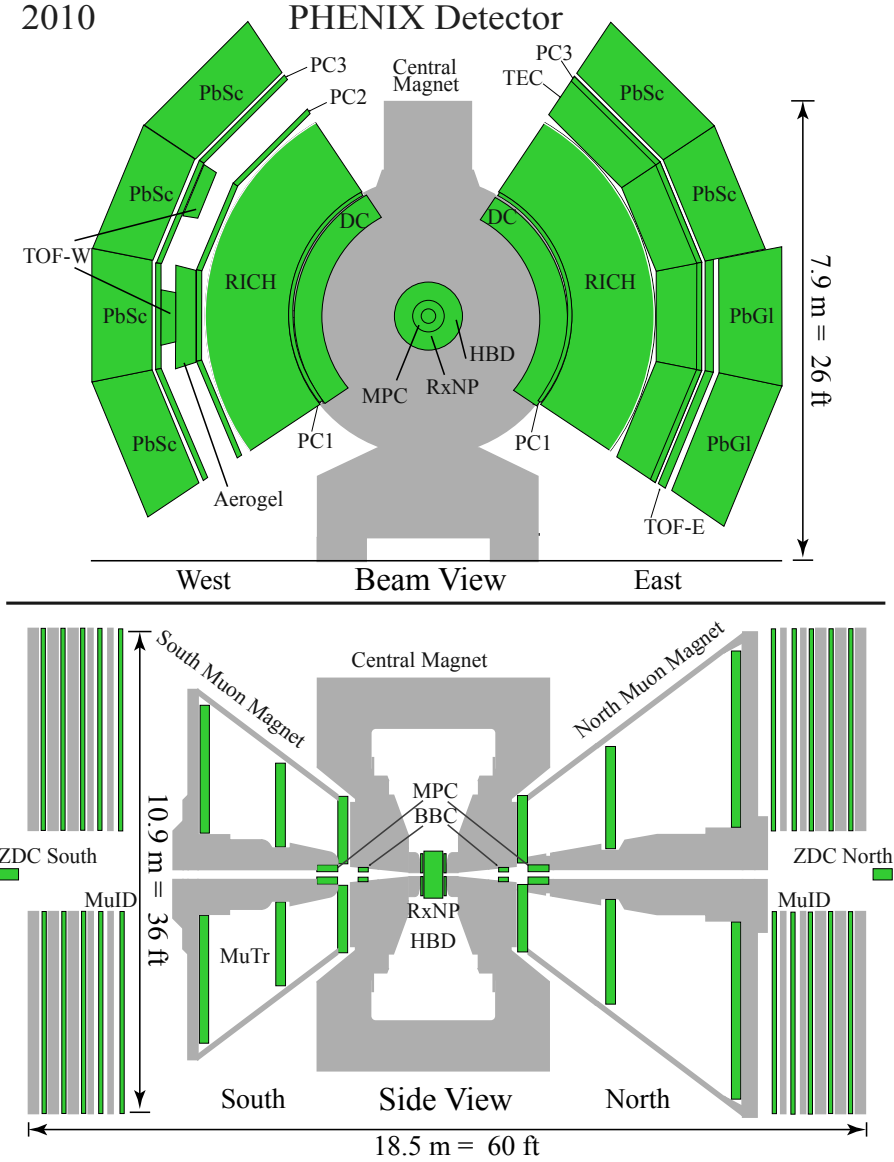 2010
PHENIX Detector
PC3
PC2
Central
Magnet
PC3
TEC
PbSc
PbSc
PbSc
PbSc
TOF-W
DC
DC
PbSc
RICH
RICH
PbSc
PbGl
HBD
MPC
RxNP
PC1
PC1
PbSc
PbGl
Aerogel
TOF-E
7.9 m = 26 ft
West
Beam View
East
South Muon Magnet
Central Magnet
North Muon Magnet
MPC
BBC
10.9 m = 36 ft
ZDC South
ZDC North
MuID
MuID
RxNP
HBD
MuTr
South
Side View
North
18.5 m = 60 ft